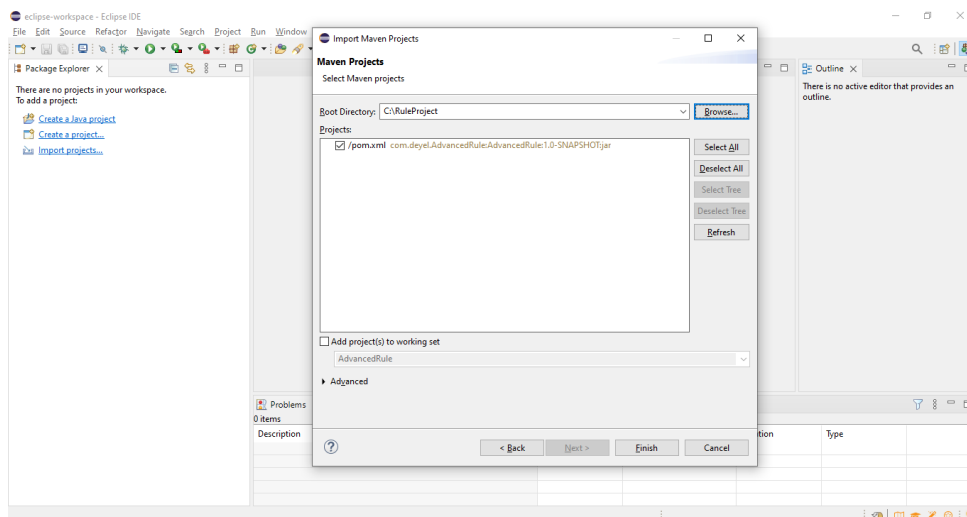 eclipse-workspace - Eclipse IDE
File Edit Source Refactor Navigate Search Project Run Window
Package Explorer
There are no projects in your workspace.
To add a project:
Create a Java project
Create a project...
Import projects...
Import Maven Projects
Maven Projects
Select Maven projects
Root Directory: C:\RuleProject Browse...
Projects:
/pom.xml com.deyel.AdvancedRule:AdvancedRule:1.0-SNAPSHOT:jar
Select All
Deselect All
Select Tree
Deselect Tree
Refresh
Add project(s) to working set
AdvancedRule
Advanced
< Back Next > Finish Cancel
Outline
There is no active editor that provides an
outline.
Problems
0 items
Description tion Type